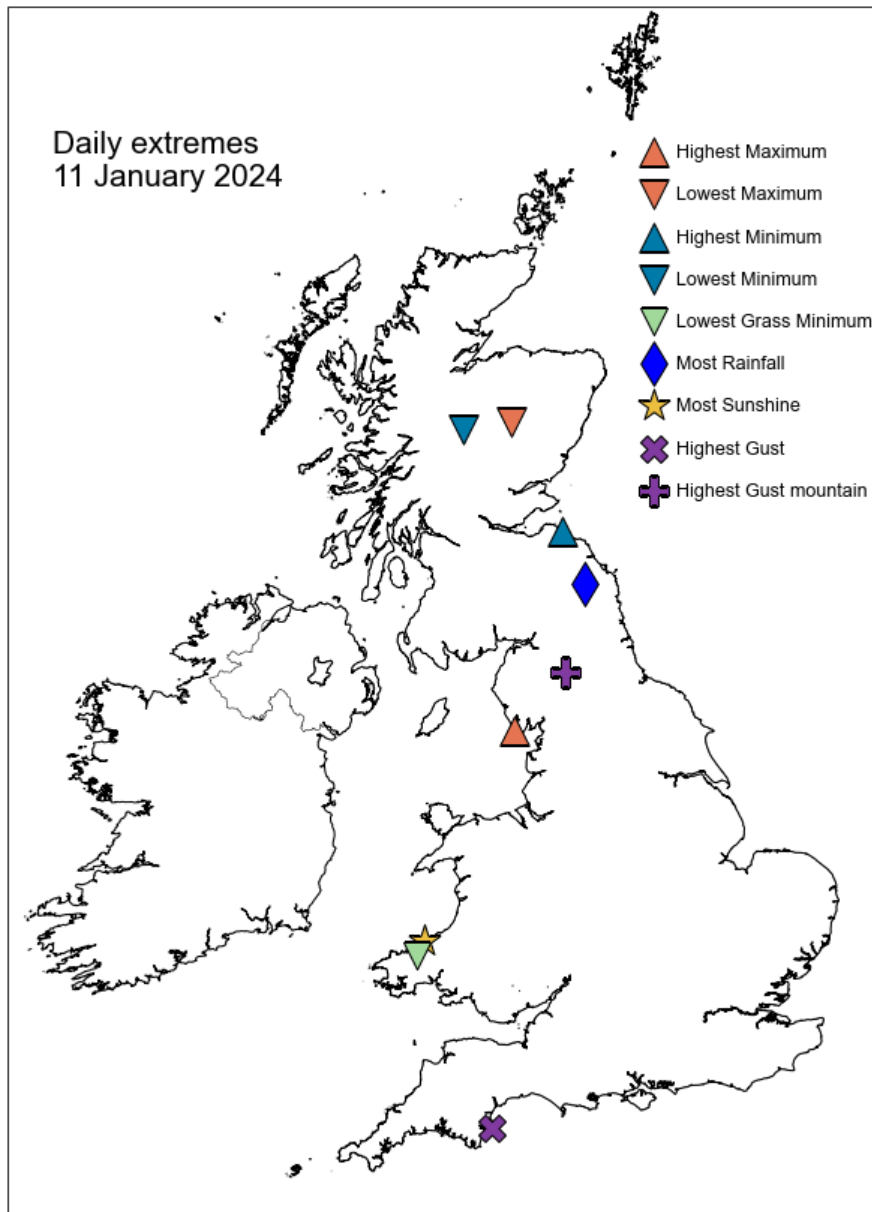 Daily extremes
11 January 2024
Highest Maximum
Lowest Maximum
Highest Minimum
Lowest Minimum
Lowest Grass Minimum
Most Rainfall
Most Sunshine
Highest Gust
Highest Gust mountain